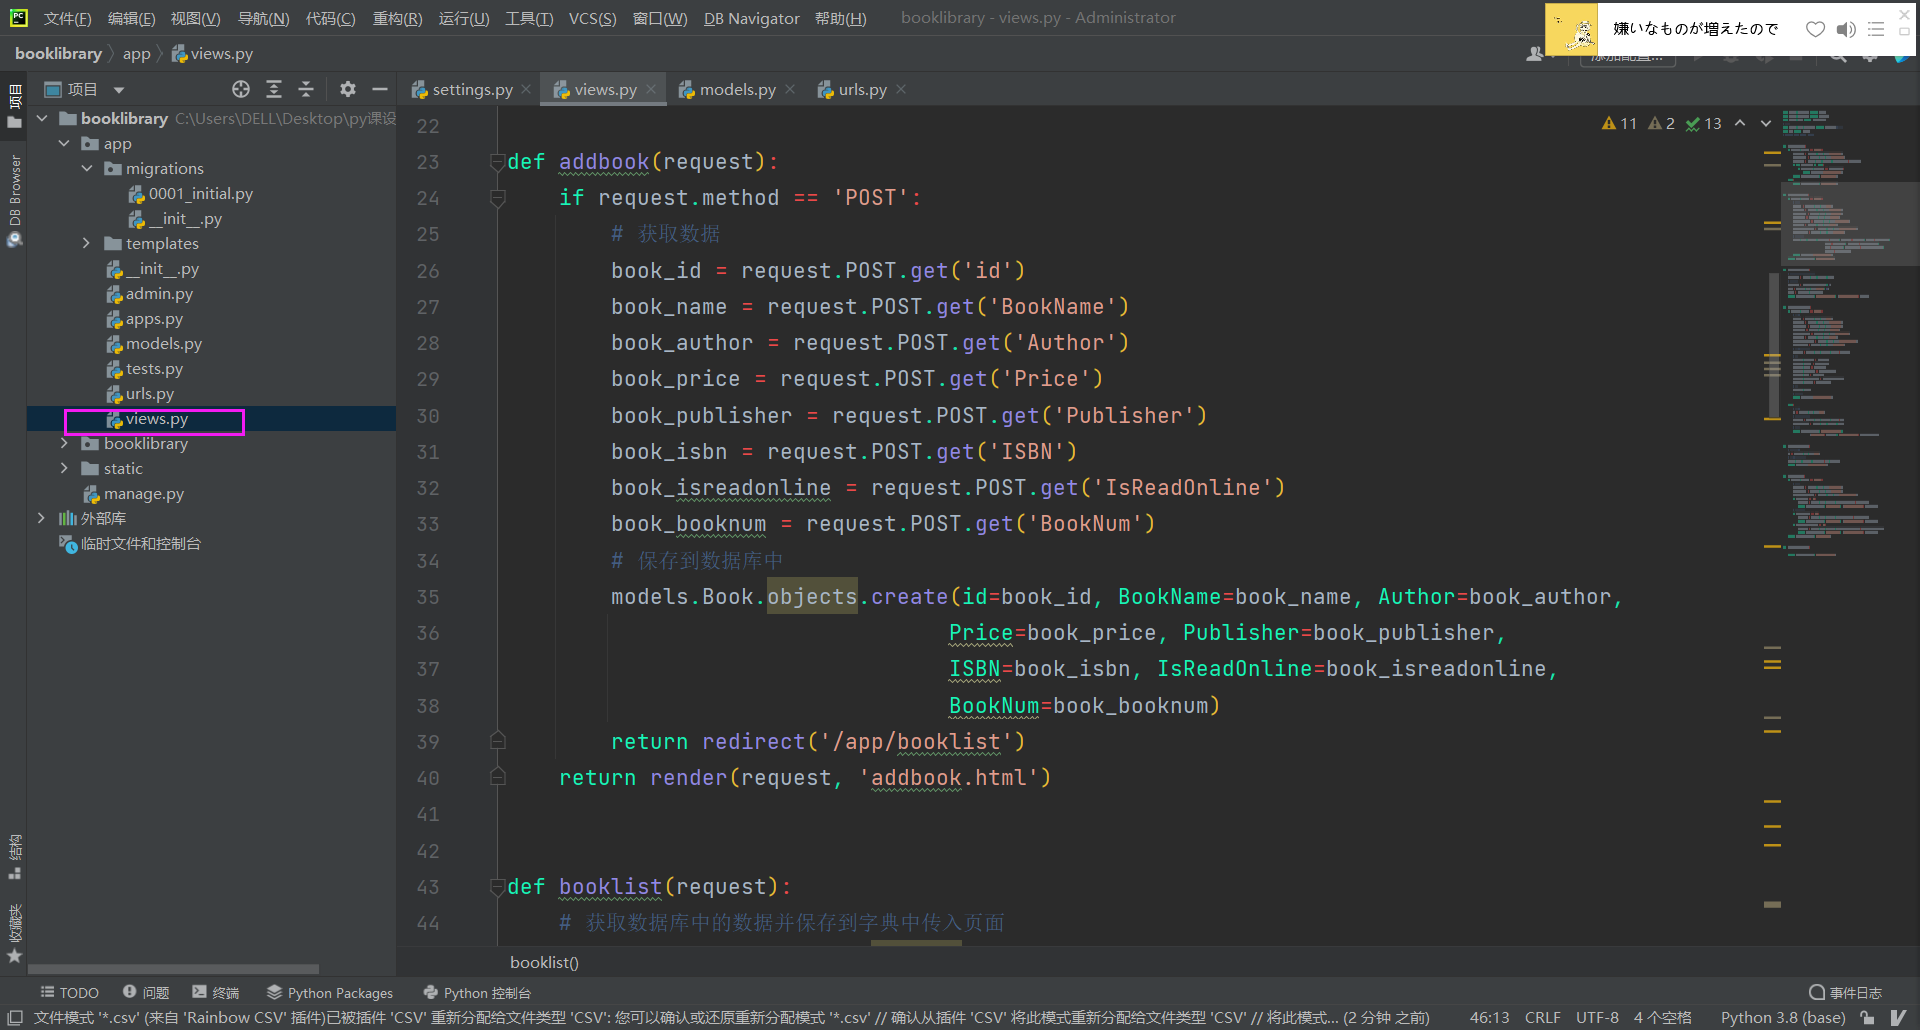 文件(F) 编辑(E) 视图(V) 导航(N) 代码(C) 重构(R) 运行(U) 工具(T) VCS(S) 窗口(W) DB Navigator 帮助(H) booklibrary - views.py - Administrator
嫌いなものが増えたので
booklibrary app views.py
项目
settings.py views.py models.py urls.py
项目
DB Browser
结构
收藏夹
booklibrary C:\Users\DELL\Desktop\py课设
app
migrations
0001_initial.py
__init__.py
templates
__init__.py
admin.py
apps.py
models.py
tests.py
urls.py
views.py
booklibrary
static
manage.py
外部库
临时文件和控制台
11 2 13
22
23 def addbook(request):
24 if request.method == 'POST':
25 # 获取数据
26 book_id = request.POST.get('id')
27 book_name = request.POST.get('BookName')
28 book_author = request.POST.get('Author')
29 book_price = request.POST.get('Price')
30 book_publisher = request.POST.get('Publisher')
31 book_isbn = request.POST.get('ISBN')
32 book_isreadonline = request.POST.get('IsReadOnline')
33 book_booknum = request.POST.get('BookNum')
34 # 保存到数据库中
35 models.Book.objects.create(id=book_id, BookName=book_name, Author=book_author,
36 Price=book_price, Publisher=book_publisher,
37 ISBN=book_isbn, IsReadOnline=book_isreadonline,
38 BookNum=book_booknum)
39 return redirect('/app/booklist')
40 return render(request, 'addbook.html')
41
42
43 def booklist(request):
44 # 获取数据库中的数据并保存到字典中传入页面
booklist()
TODO 问题 终端 Python Packages Python 控制台 事件日志
文件模式 '*.csv' (来自 'Rainbow CSV' 插件)已被插件 'CSV' 重新分配给文件类型 'CSV': 您可以确认或还原重新分配模式 '*.csv' // 确认从插件 'CSV' 将此模式重新分配给文件类型 'CSV' // 将此模式... (2 分钟 之前) 46:13 CRLF UTF-8 4 个空格 Python 3.8 (base)